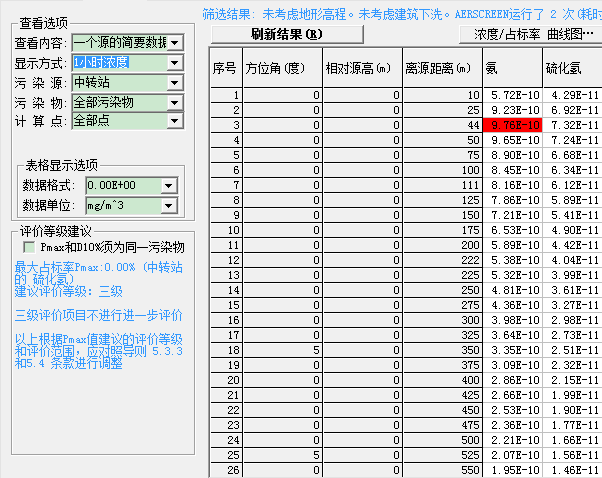 筛选结果: 未考虑地形高程。未考虑建筑下洗。AERSCREEN运行了 2 次(耗时
查看选项
查看内容: 一个源的简要数据
显示方式: 1小时浓度
污 染 源: 中转站
污 染 物: 全部污染物
计 算 点: 全部点
表格显示选项
数据格式: 0.00E+00
数据单位: mg/m^3
评价等级建议
Pmax和D10%须为同一污染物
最大占标率Pmax:0.00% (中转站
的 硫化氢)
建议评价等级: 三级
三级评价项目不进行进一步评价
以上根据Pmax值建议的评价等级
和评价范围，应对照导则 5.3.3
和5.4 条款进行调整
刷新结果(R) 浓度/占标率 曲线图…
序号 方位角(度) 相对源高(m) 离源距离(m) 氨 硫化氢
1 0 0 10 5.72E-10 4.29E-11
2 0 0 25 9.23E-10 6.92E-11
3 0 0 44 9.76E-10 7.32E-11
4 0 0 50 9.65E-10 7.24E-11
5 0 0 75 8.90E-10 6.68E-11
6 0 0 100 8.45E-10 6.34E-11
7 0 0 111 8.16E-10 6.12E-11
8 0 0 125 7.86E-10 5.89E-11
9 0 0 150 7.21E-10 5.41E-11
10 0 0 175 6.53E-10 4.90E-11
11 0 0 200 5.89E-10 4.42E-11
12 0 0 222 5.38E-10 4.04E-11
13 0 0 225 5.32E-10 3.99E-11
14 0 0 250 4.81E-10 3.61E-11
15 0 0 275 4.36E-10 3.27E-11
16 0 0 300 3.98E-10 2.98E-11
17 0 0 325 3.64E-10 2.73E-11
18 5 0 350 3.35E-10 2.51E-11
19 0 0 375 3.09E-10 2.32E-11
20 0 0 400 2.86E-10 2.15E-11
21 0 0 425 2.66E-10 1.99E-11
22 0 0 450 2.53E-10 1.90E-11
23 0 0 475 2.36E-10 1.77E-11
24 0 0 500 2.21E-10 1.66E-11
25 5 0 525 2.07E-10 1.56E-11
26 0 0 550 1.95E-10 1.46E-11